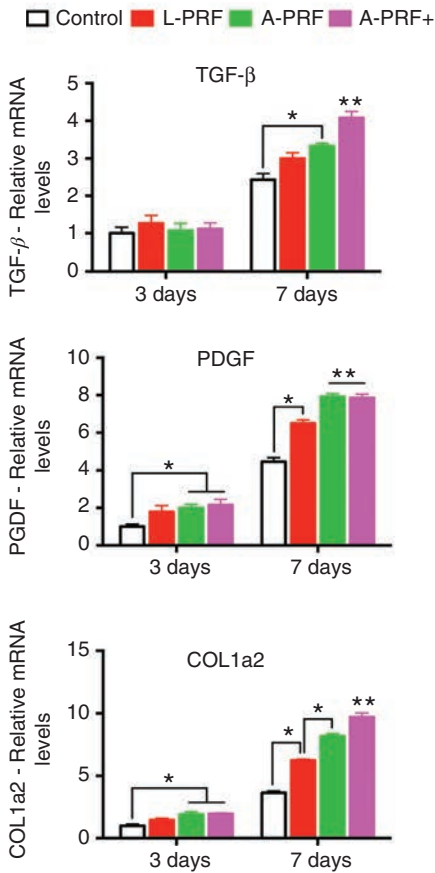 Control L-PRF A-PRF A-PRF+
TGF-β
TGF-β - Relative mRNA
levels
5
4
3
2
1
0
*
**
3 days 7 days
PDGF
PGDF - Relative mRNA
levels
10
8
6
4
2
0
*
*
**
3 days 7 days
COL1a2
COL1a2 - Relative mRNA
levels
15
10
5
0
*
*
*
**
3 days 7 days